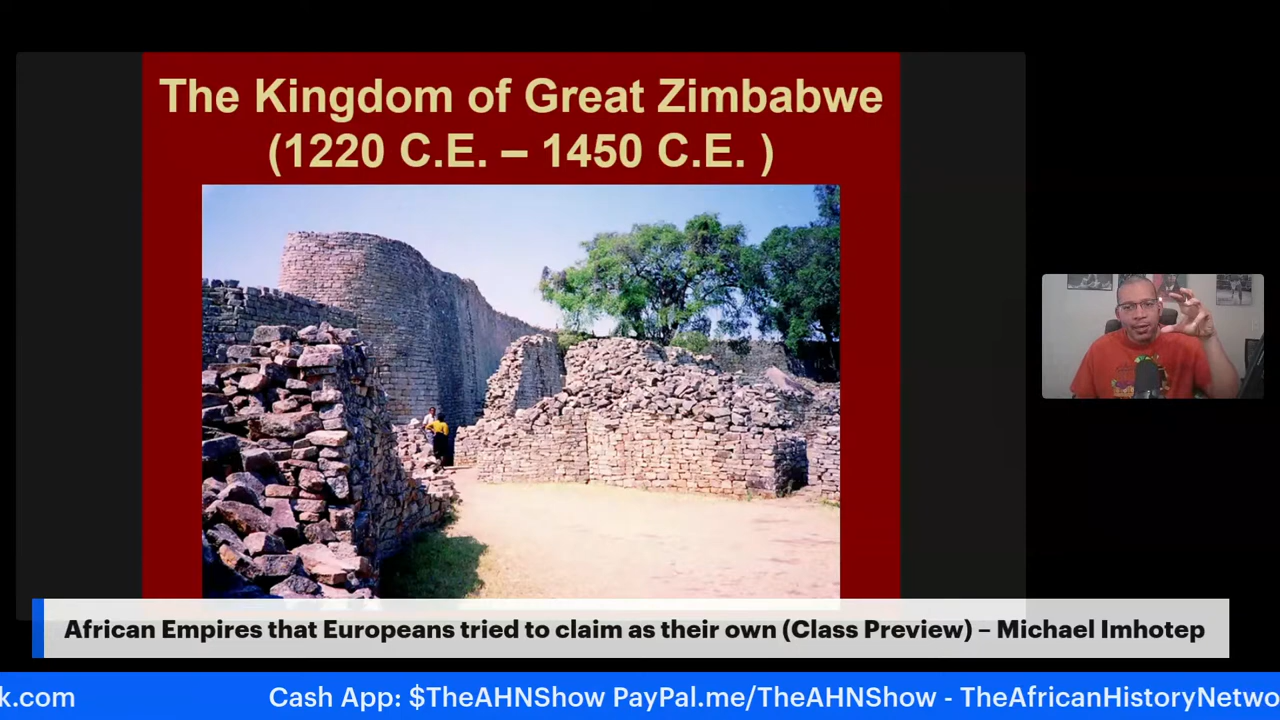 The Kingdom of Great Zimbabwe
(1220 C.E. – 1450 C.E. )
African Empires that Europeans tried to claim as their own (Class Preview) – Michael Imhotep
k.com Cash App: $TheAHNShow PayPal.me/TheAHNShow - TheAfricanHistoryNetwo